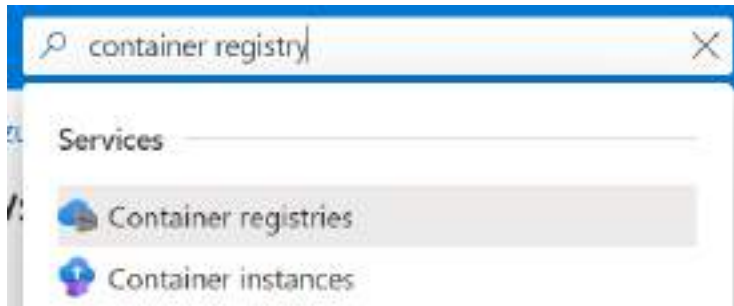 container registry
Services
Container registries
Container instances